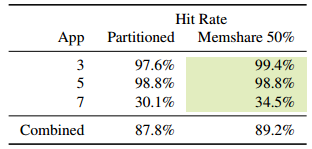 Hit Rate
App Partitioned Memshare 50%
3 97.6% 99.4%
5 98.8% 98.8%
7 30.1% 34.5%
Combined 87.8% 89.2%